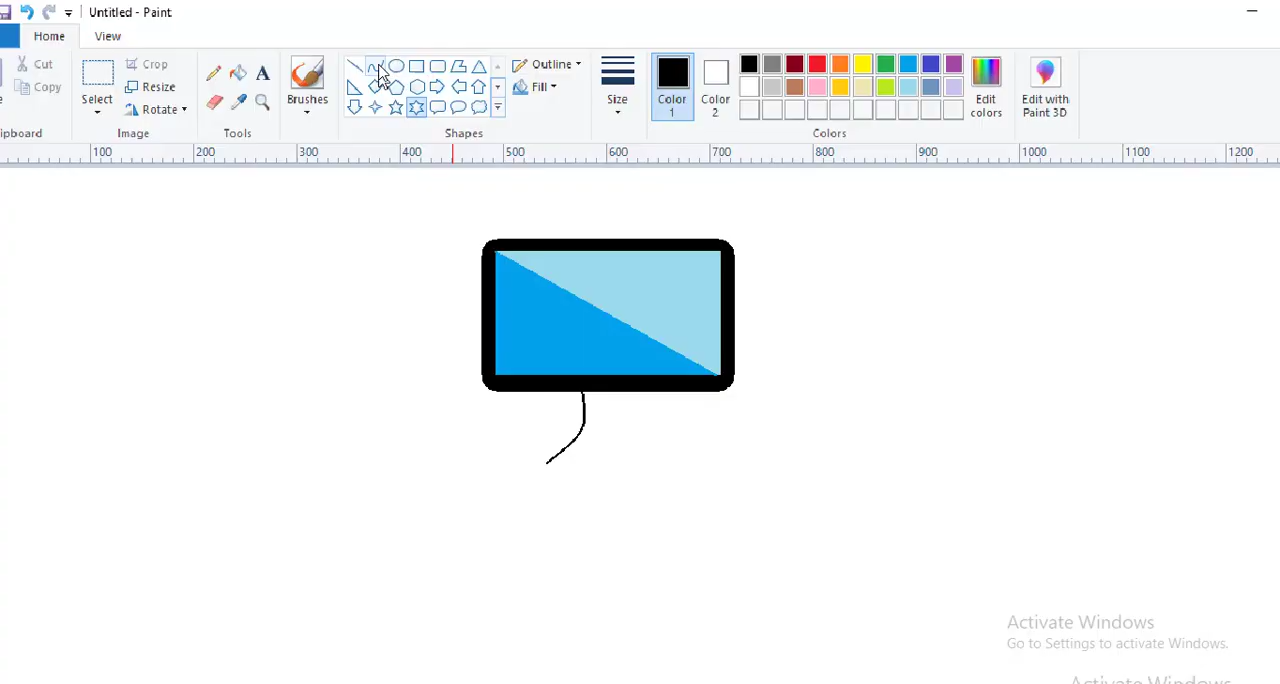 Untitled - Paint
Home View
Cut
Copy
Select
Crop
Resize
Rotate
Brushes
Outline
Fill
Size
Color 1
Color 2
Edit colors
Edit with Paint 3D
ipboard Image Tools Shapes Colors
100 200 300 400 500 600 700 800 900 1000 1100 1200
Activate Windows
Go to Settings to activate Windows.
Activate Windows